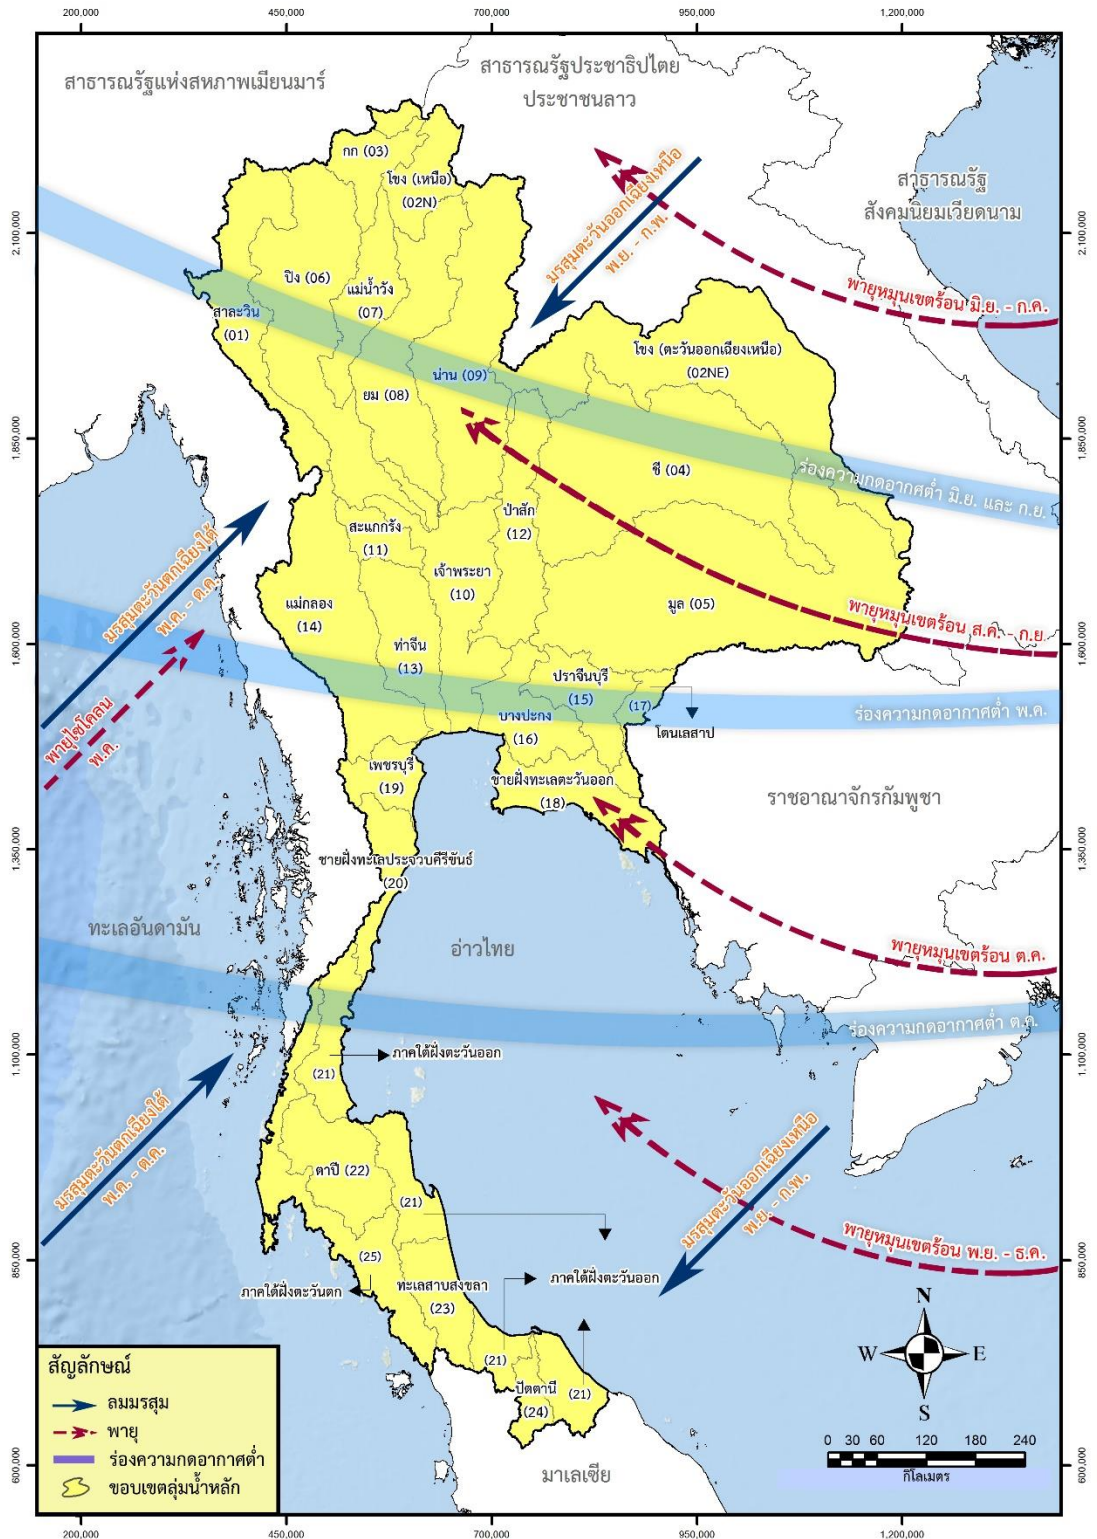 200,000 450,000 700,000 950,000 1,200,000
สาธารณรัฐแห่งสหภาพเมียนมาร์
สาธารณรัฐประชาธิปไตย
ประชาชนลาว
กก (03)
โขง (เหนือ)
(02N)
มรสุมตะวันออกเฉียงเหนือ
พ.ย. - ก.พ.
สาธารณรัฐ
สังคมนิยมเวียดนาม
2,100,000 2,100,000
ปิง (06)
แม่น้ำวัง
(07)
พายุหมุนเขตร้อน มิ.ย. - ก.ค.
สาละวิน
(01)
โขง (ตะวันออกเฉียงเหนือ)
(02NE)
น่าน (09)
ยม (08)
1,850,000 1,850,000
ชี (04)
ร่องความกดอากาศต่ำ มิ.ย. และ ก.ย.
ป่าสัก
(12)
สะแกกรัง
(11)
มรสุมตะวันตกเฉียงใต้
พ.ค. - ต.ค.
เจ้าพระยา
(10)
แม่กลอง
(14)
มูล (05)
พายุหมุนเขตร้อน ส.ค. - ก.ย.
1,600,000 1,600,000
ท่าจีน
(13)
ปราจีนบุรี
(15)
(17)
บางปะกง
(16)
ร่องความกดอากาศต่ำ พ.ค.
โตนเลสาป
พายุไซโคลน
พ.ค.
เพชรบุรี
(19)
ชายฝั่งทะเลตะวันออก
(18)
ราชอาณาจักรกัมพูชา
1,350,000 1,350,000
ชายฝั่งทะเลประจวบคีรีขันธ์
(20)
ทะเลอันดามัน
อ่าวไทย
พายุหมุนเขตร้อน ต.ค.
ร่องความกดอากาศต่ำ ต.ค.
1,100,000 1,100,000
ภาคใต้ฝั่งตะวันออก
(21)
มรสุมตะวันตกเฉียงใต้
พ.ค. - ต.ค.
มรสุมตะวันออกเฉียงเหนือ
พ.ย. - ก.พ.
ตาปี (22)
(21)
พายุหมุนเขตร้อน พ.ย. - ธ.ค.
850,000 850,000
(25)
ภาคใต้ฝั่งตะวันตก
ทะเลสาบสงขลา
(23)
ภาคใต้ฝั่งตะวันออก
N
W E
S
(21)
ปัตตานี
(24)
(21)
สัญลักษณ์
ลมมรสุม
พายุ
ร่องความกดอากาศต่ำ
ขอบเขตลุ่มน้ำหลัก
0 30 60 120 180 240
กิโลเมตร
มาเลเซีย
600,000 600,000
200,000 450,000 700,000 950,000 1,200,000